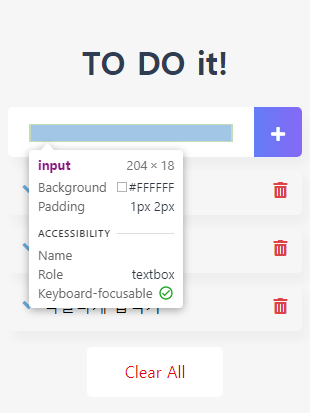 TO DO it!
input 204 × 18
Background #FFFFFF
Padding 1px 2px
ACCESSIBILITY
Name
Role textbox
Keyboard-focusable
Clear All